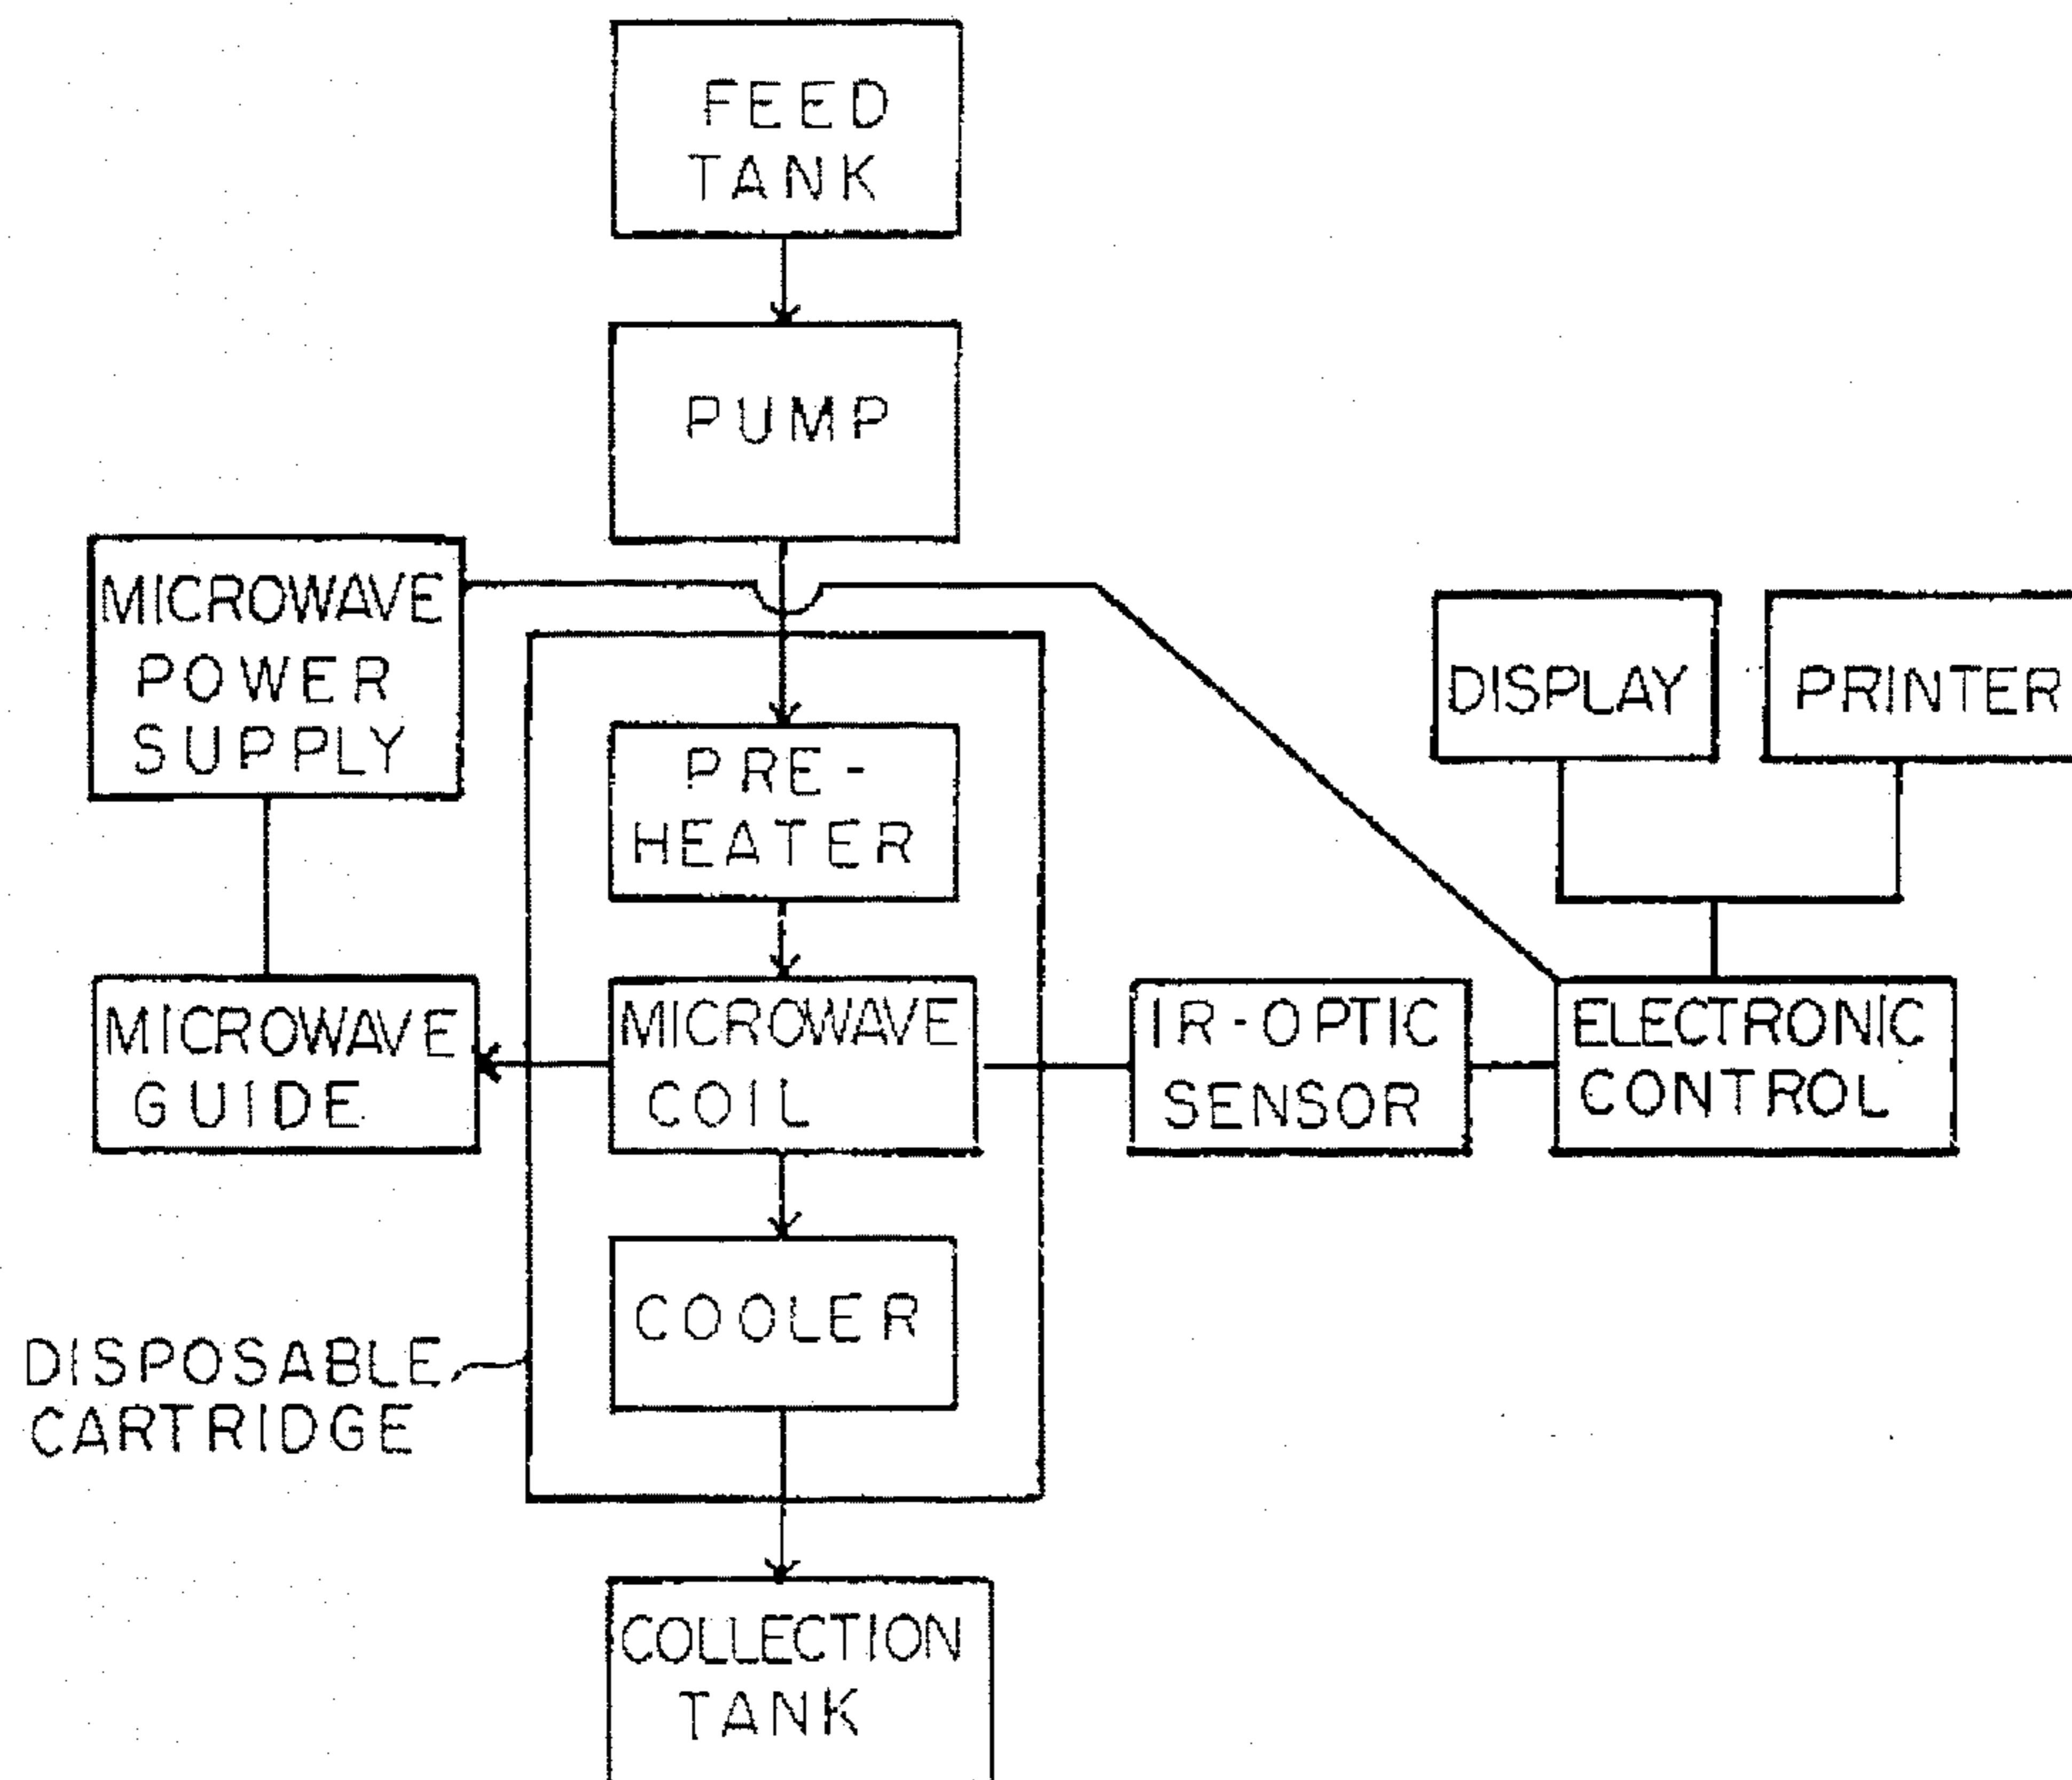 FEED
TANK
PUMP
MICROWAVE
POWER
SUPPLY
DISPLAY
PRINTER
PRE-
HEATER
MICROWAVE
GUIDE
MICROWAVE
COIL
IR-OPTIC
SENSOR
ELECTRONIC
CONTROL
COOLER
DISPOSABLE
CARTRIDGE
COLLECTION
TANK